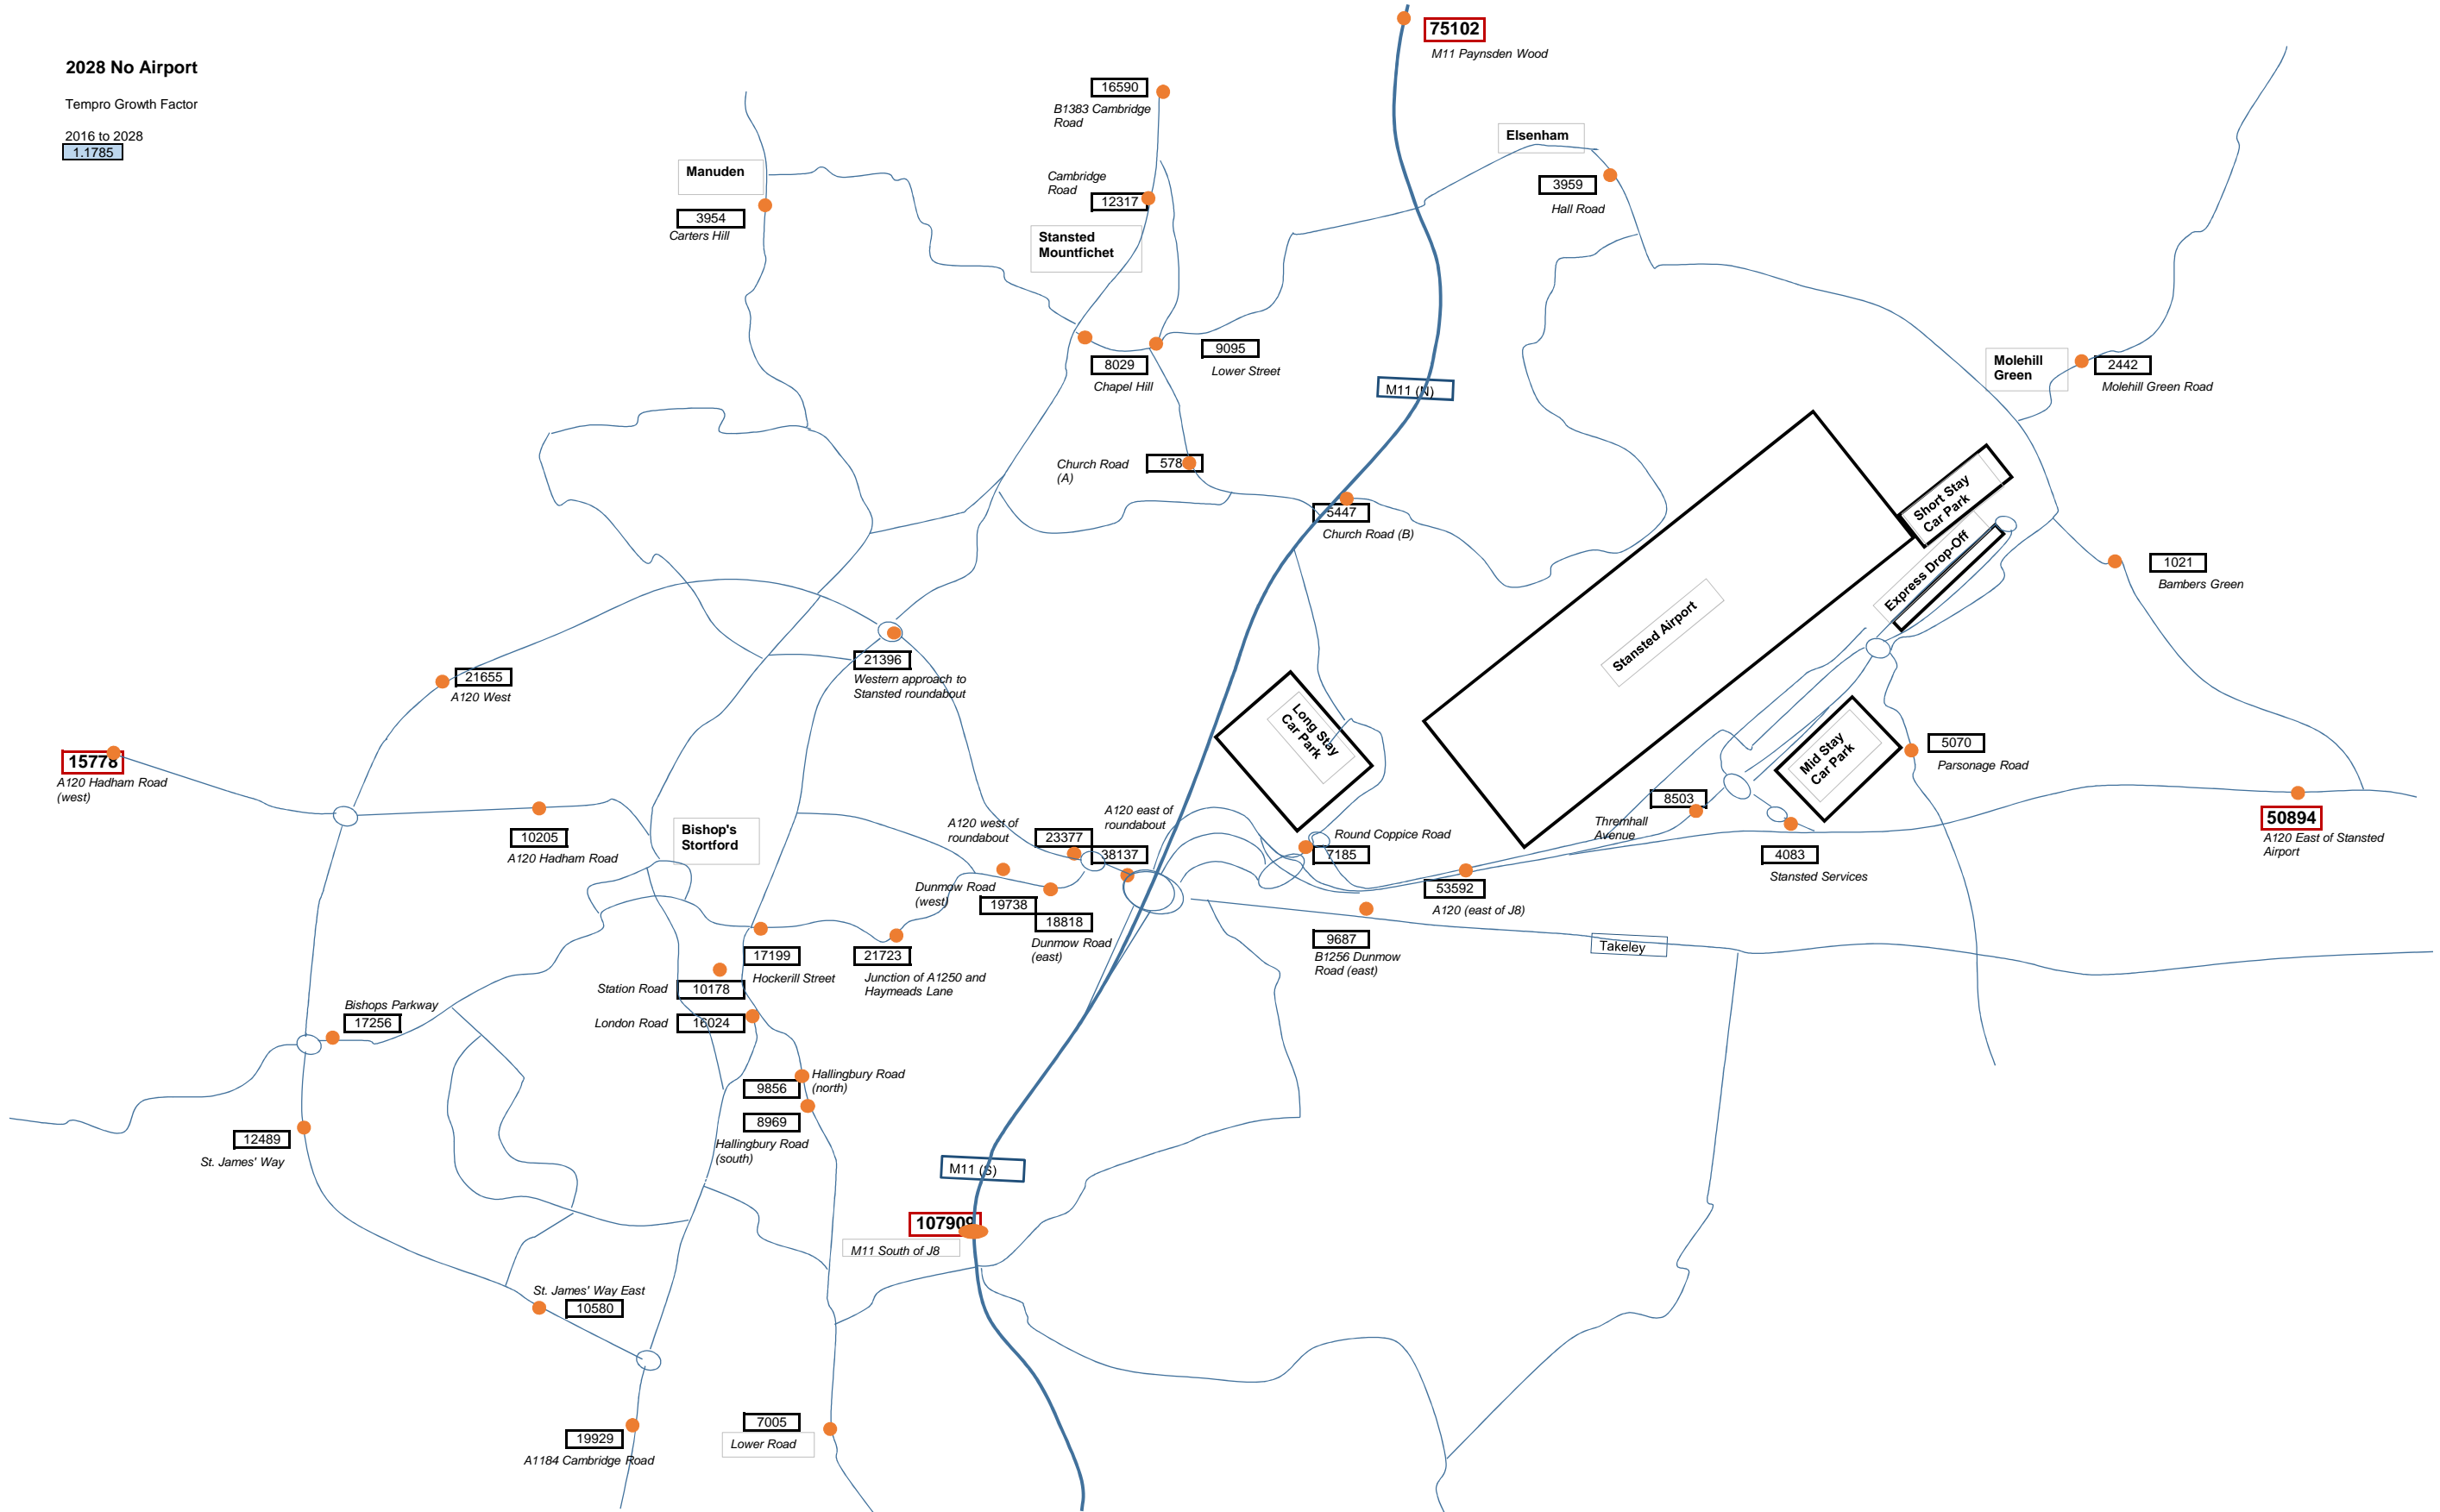 75102
M11 Paynsden Wood
2028 No Airport
Tempro Growth Factor
2016 to 2028
1.1785
16590
B1383 Cambridge
Road
Elsenham
Manuden
Cambridge
Road
12317
3959
Hall Road
3954
Carters Hill
Stansted
Mountfichet
9095
Lower Street
8029
Chapel Hill
M11 (N)
Molehill
Green
2442
Molehill Green Road
Church Road
(A)
Short Stay
Car Park
5447
Church Road (B)
Express Drop-Off
1021
Bambers Green
Stansted Airport
21396
Western approach to
Stansted roundabout
21655
A120 West
Long Stay
Car Park
Mid Stay
Car Park
5070
Parsonage Road
15778
A120 Hadham Road
(west)
8503
Thremhall
Avenue
50894
A120 East of Stansted
Airport
10205
A120 Hadham Road
Bishop's
Stortford
A120 west of
roundabout
23377
A120 east of
roundabout
38137
Round Coppice Road
7185
4083
Stansted Services
Dunmow Road
(west)
19738
18818
Dunmow Road
(east)
53592
A120 (east of J8)
9687
B1256 Dunmow
Road (east)
Takeley
17199
Hockerill Street
21723
Junction of A1250 and
Haymeads Lane
Station Road
10178
London Road
16024
Bishops Parkway
17256
Hallingbury Road
(north)
9856
8969
Hallingbury Road
(south)
12489
St. James' Way
M11 (S)
107909
M11 South of J8
St. James' Way East
10580
7005
Lower Road
19929
A1184 Cambridge Road